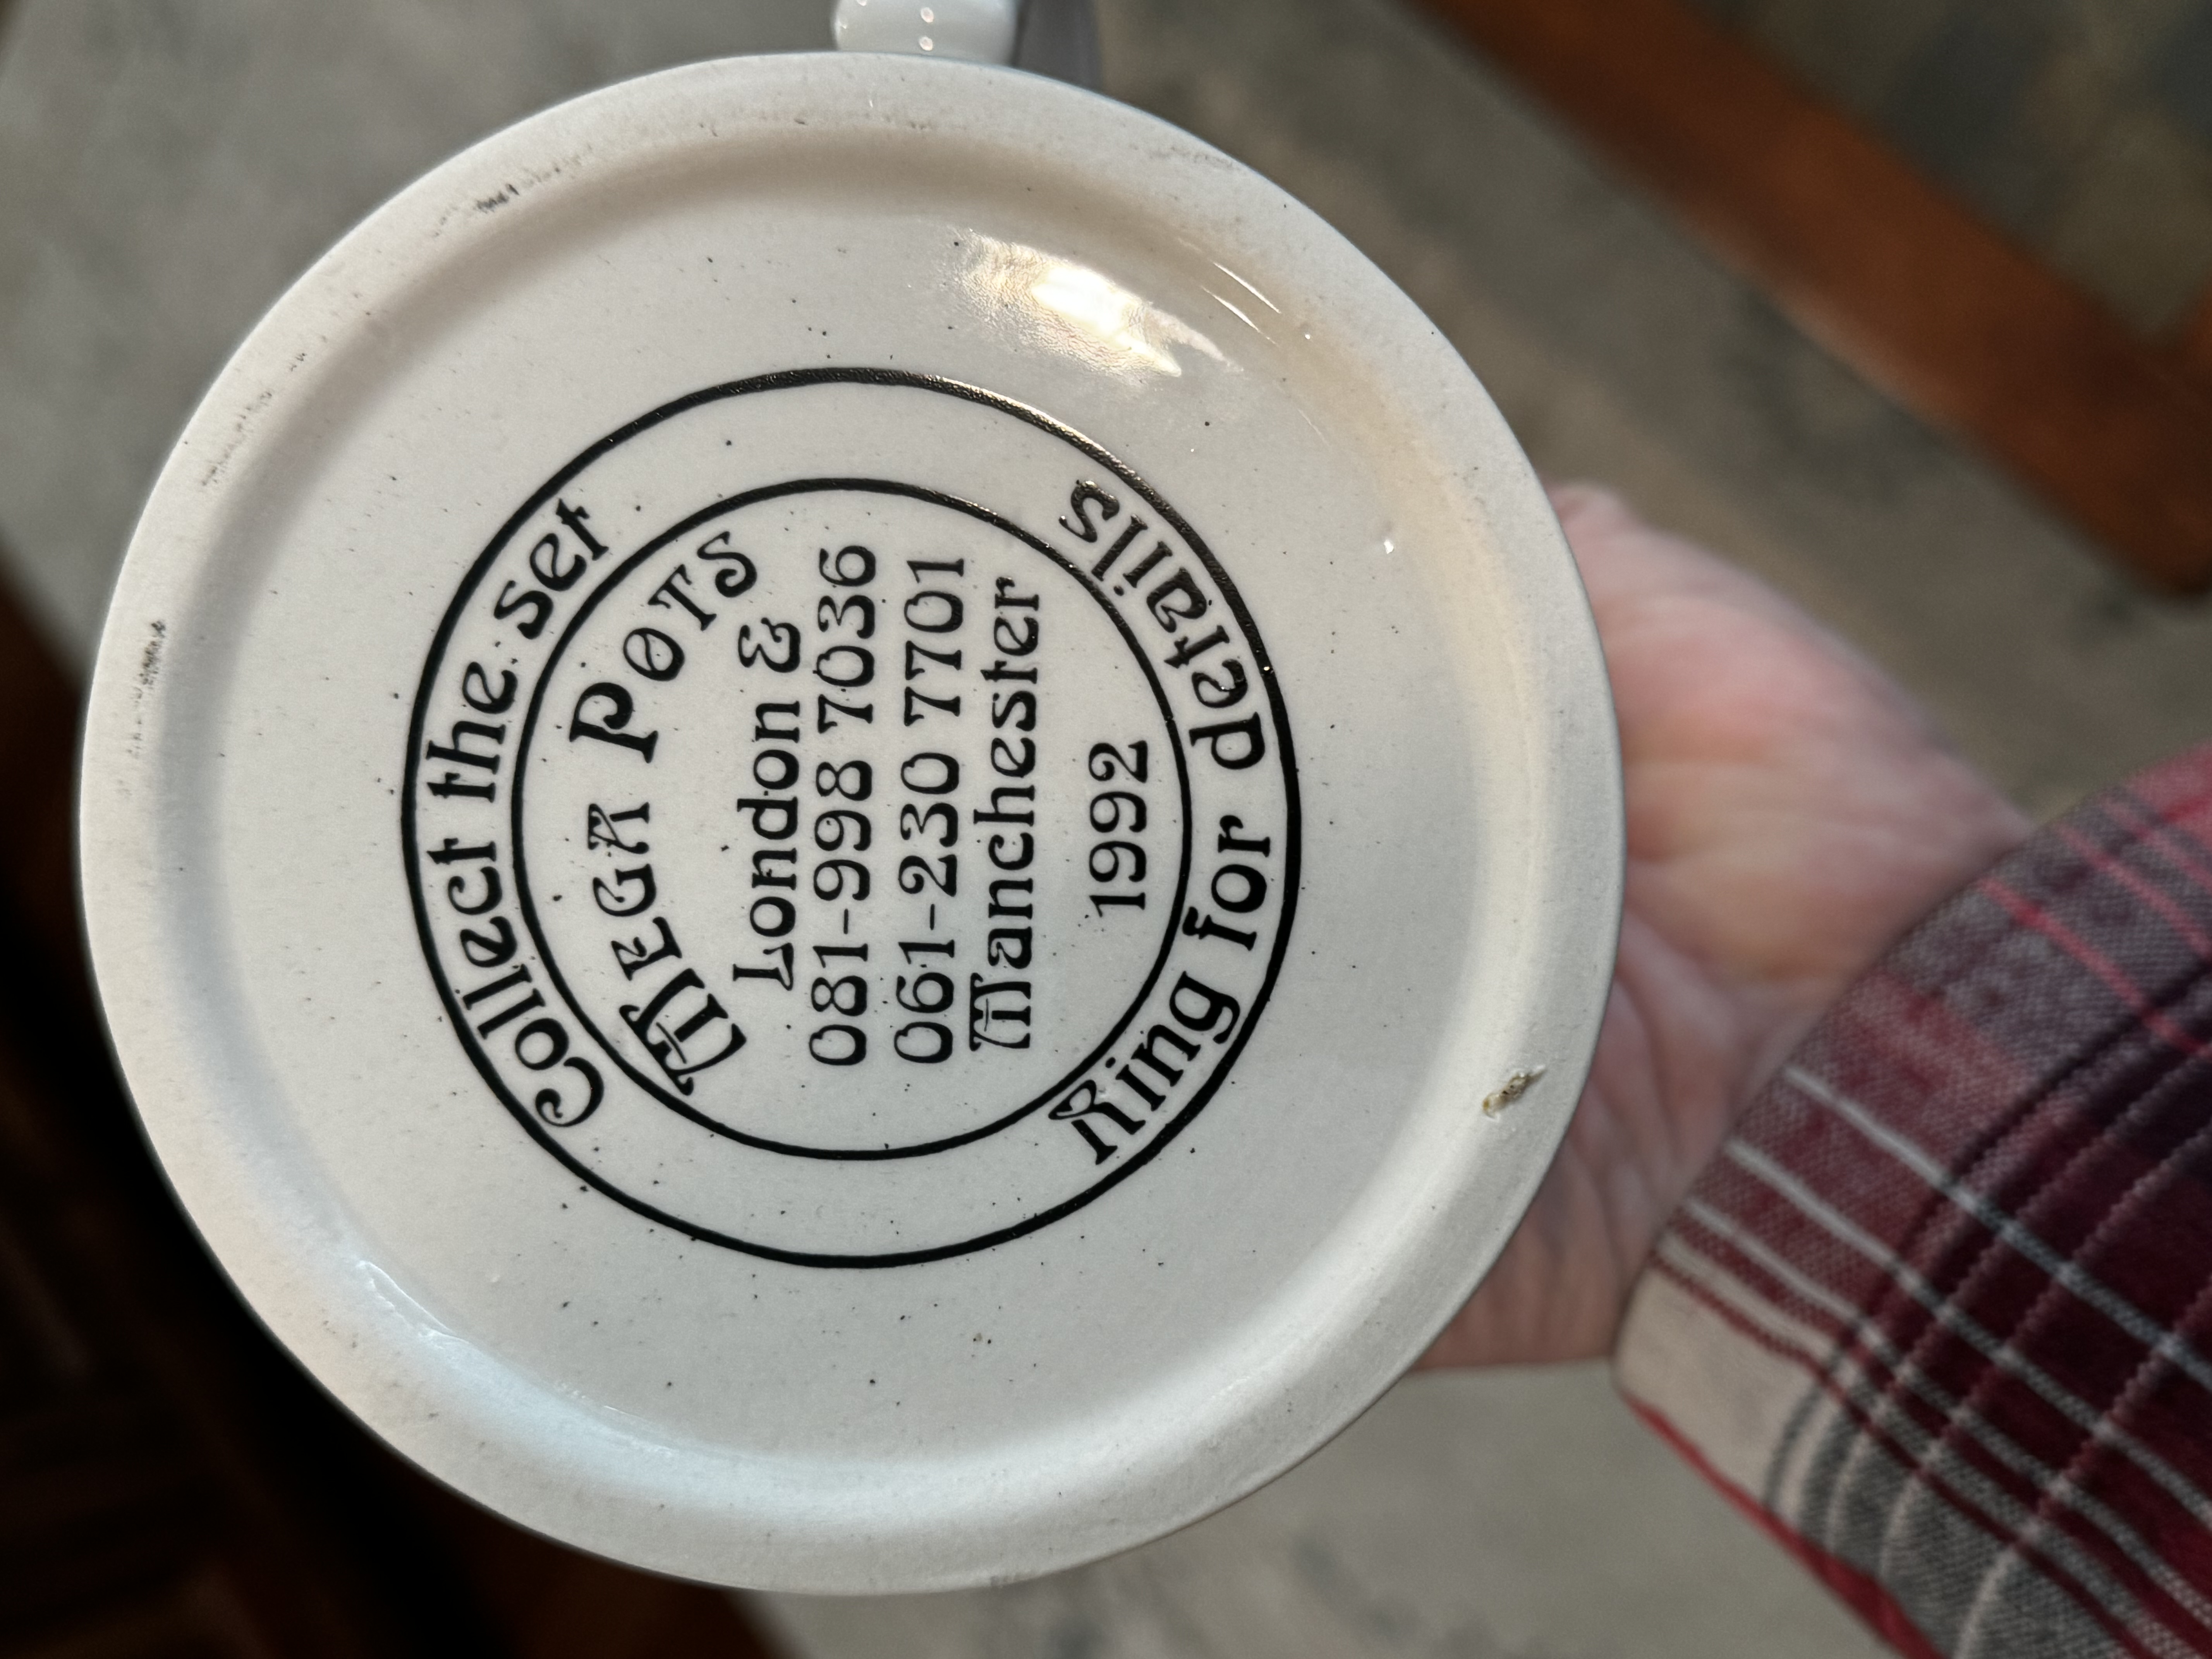 Collect the set
MEGA POTS
London &
081-998 7036
061-230 7701
Manchester
1992
Ring for details